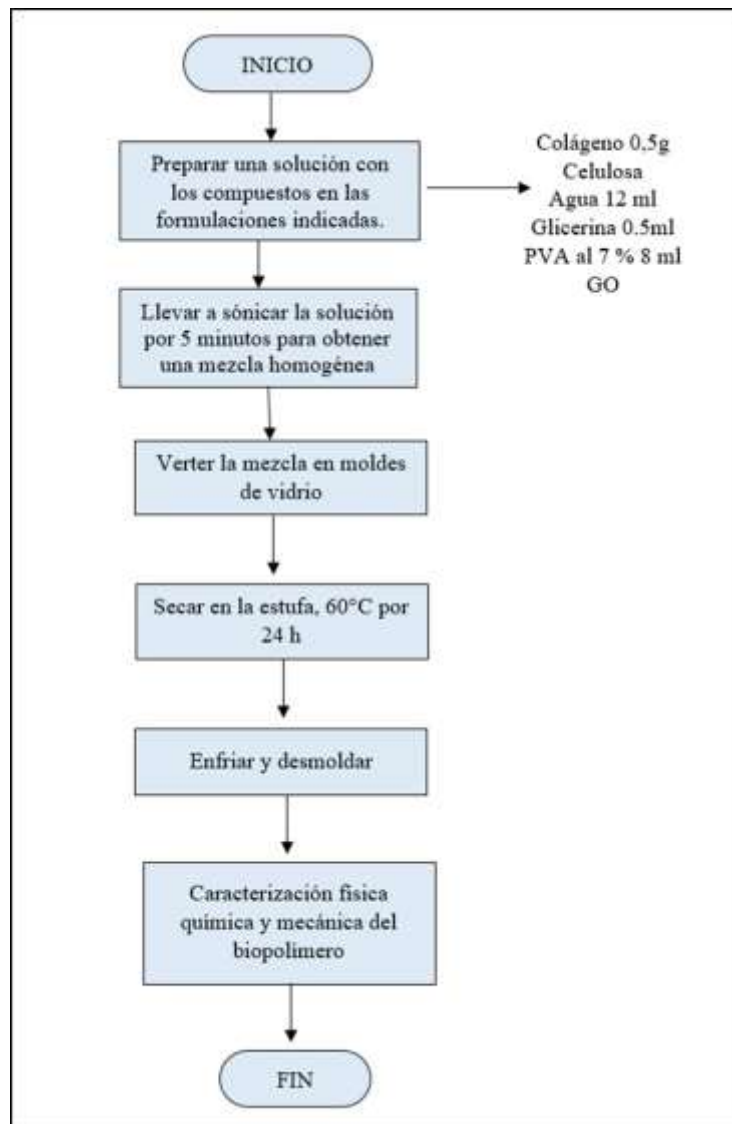 INICIO
Preparar una solución con
los compuestos en las
formulaciones indicadas.
Colágeno 0,5g
Celulosa
Agua 12 ml
Glicerina 0.5ml
PVA al 7 % 8 ml
GO
Llevar a sónicar la solución
por 5 minutos para obtener
una mezcla homogénea
Verter la mezcla en moldes
de vidrio
Secar en la estufa, 60°C por
24 h
Enfriar y desmoldar
Caracterización física
química y mecánica del
biopolímero
FIN